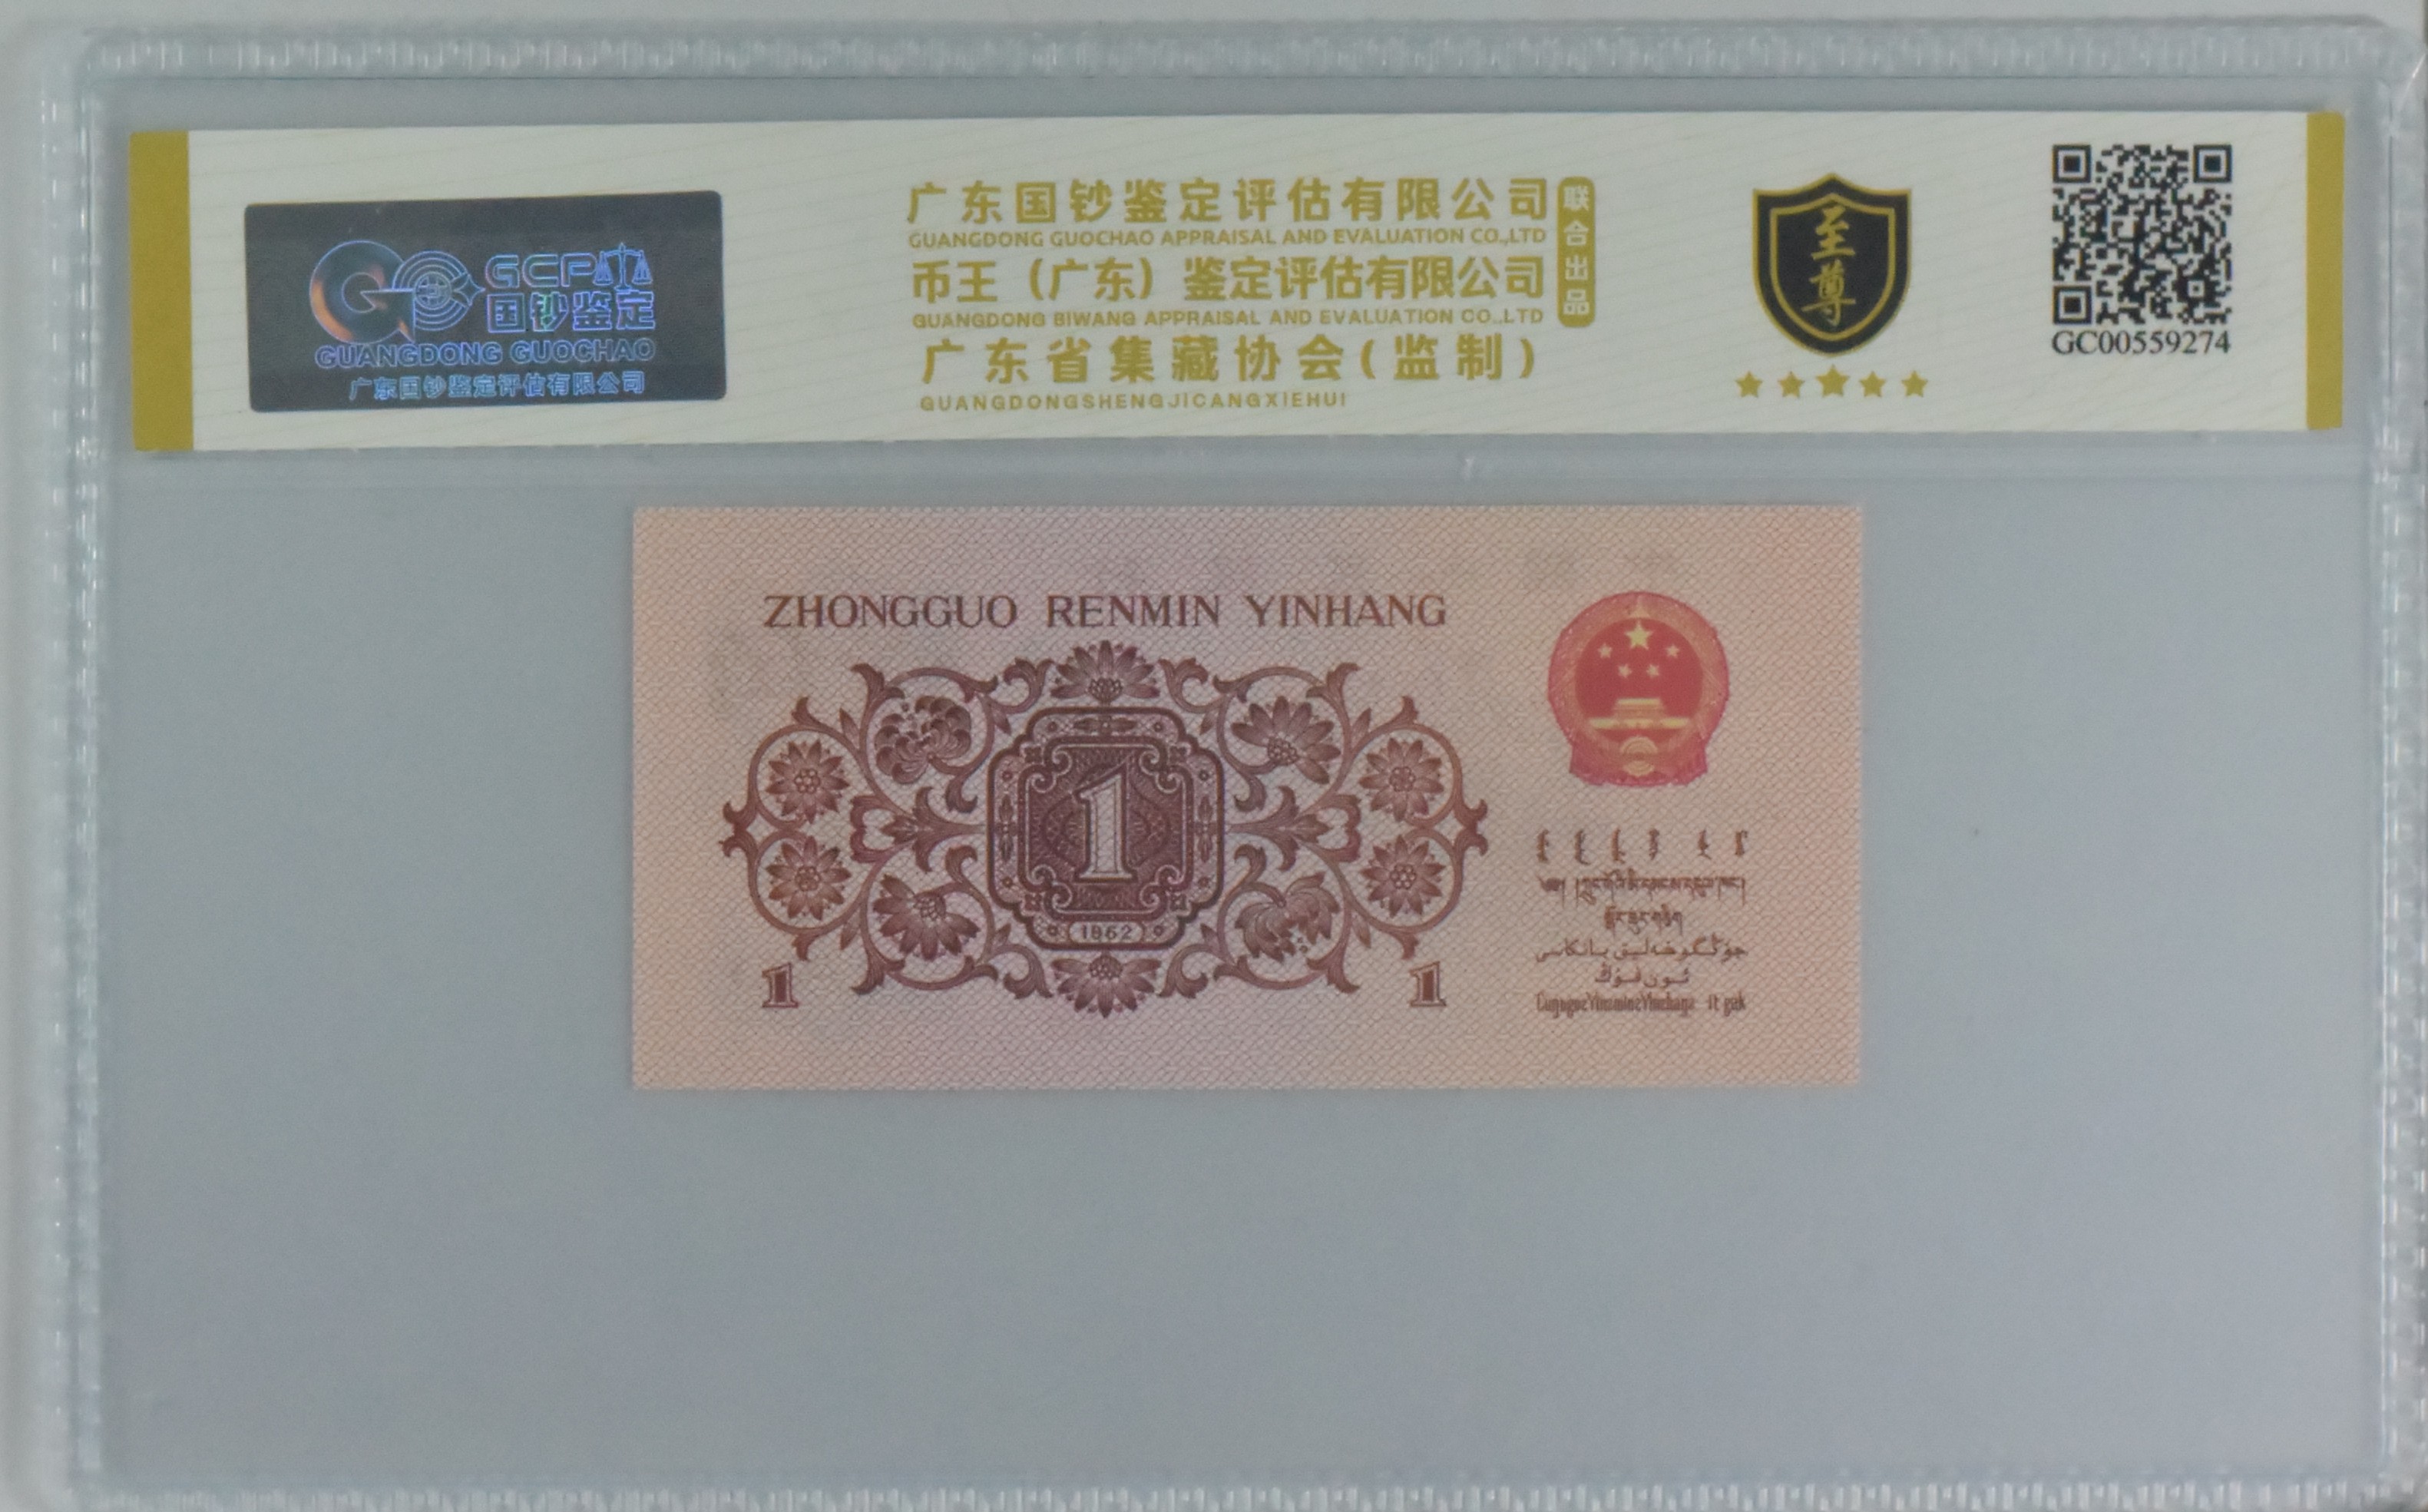 GCP
国钞鉴定
GUANGDONG GUOCHAO
广东国钞鉴定评估有限公司
广东国钞鉴定评估有限公司
GUANGDONG GUOCHAO APPRAISAL AND EVALUATION CO.,LTD
币王（广东）鉴定评估有限公司
GUANGDONG BIWANG APPRAISAL AND EVALUATION CO.,LTD
广东省集藏协会(监制)
GUANGDONGSHENGJICANGXIEHUI
联合出品
至尊
GC00559274
ZHONGGUO RENMIN YINHANG
1
1962
1
1